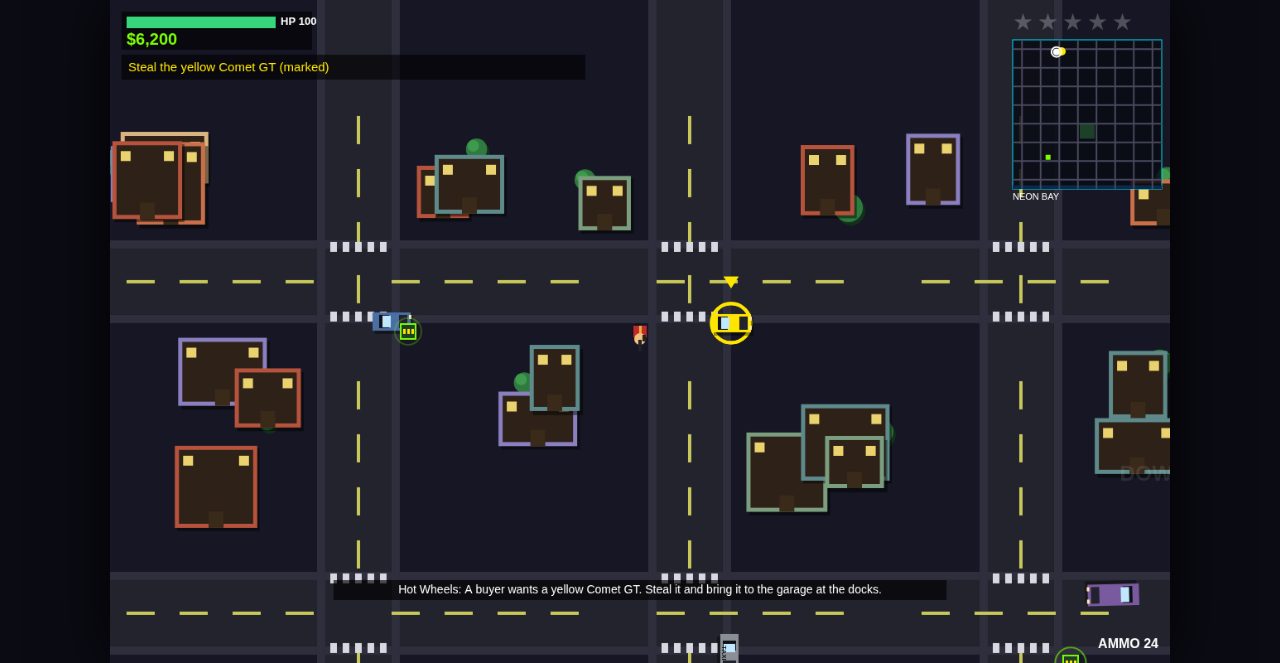 HP 100
$6,200
Steal the yellow Comet GT (marked)
NEON BAY
DOW
Hot Wheels: A buyer wants a yellow Comet GT. Steal it and bring it to the garage at the docks.
AMMO 24